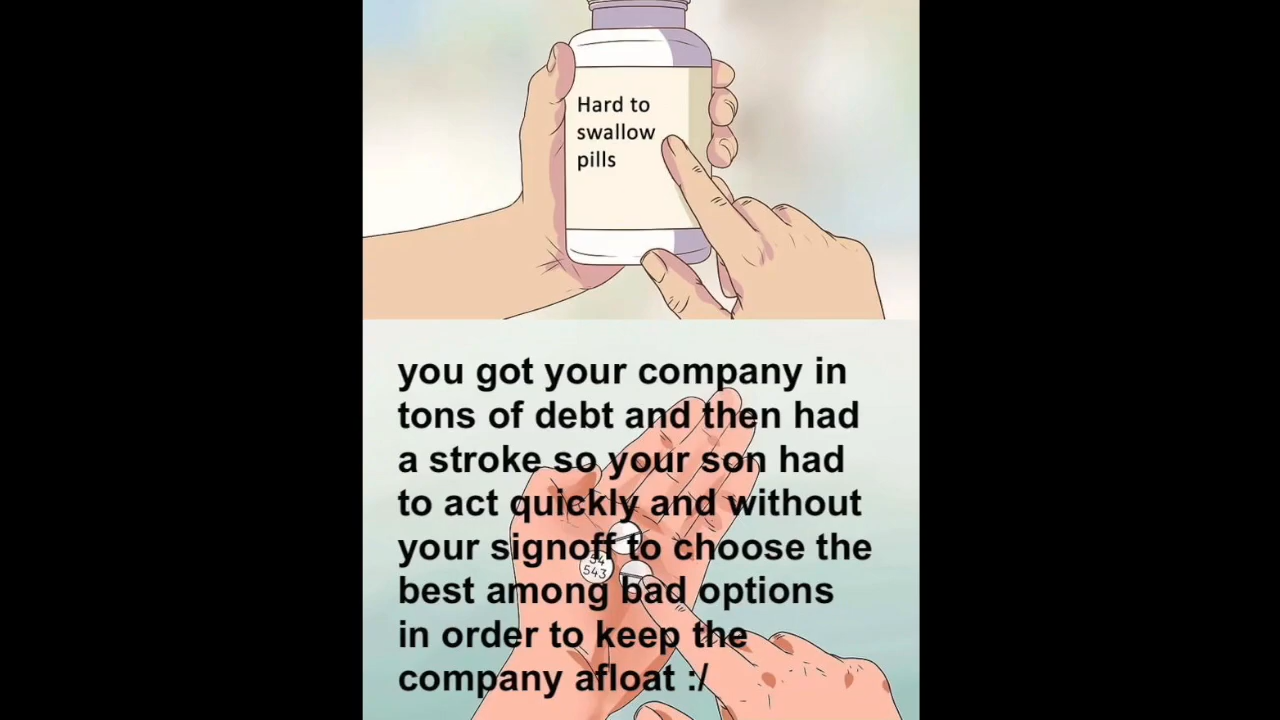 Hard to
swallow
pills
you got your company in
tons of debt and then had
a stroke so your son had
to act quickly and without
your signoff to choose the
best among bad options
in order to keep the
company afloat :/
54
543